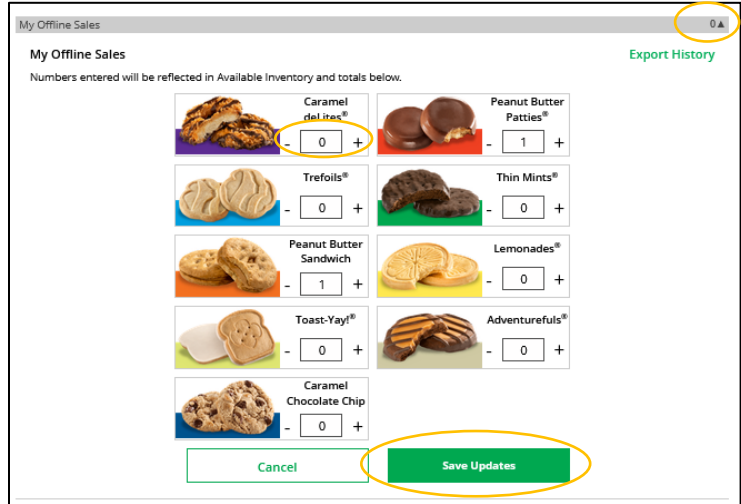 My Offline Sales
0▲
My Offline Sales
Export History
Numbers entered will be reflected in Available Inventory and totals below.
Caramel
deLites®
- 0 +
Peanut Butter
Patties®
- 1 +
Trefoils®
- 0 +
Thin Mints®
- 0 +
Peanut Butter
Sandwich
- 1 +
Lemonades®
- 0 +
Toast-Yay!®
- 0 +
Adventurefuls®
- 0 +
Caramel
Chocolate Chip
- 0 +
Cancel
Save Updates